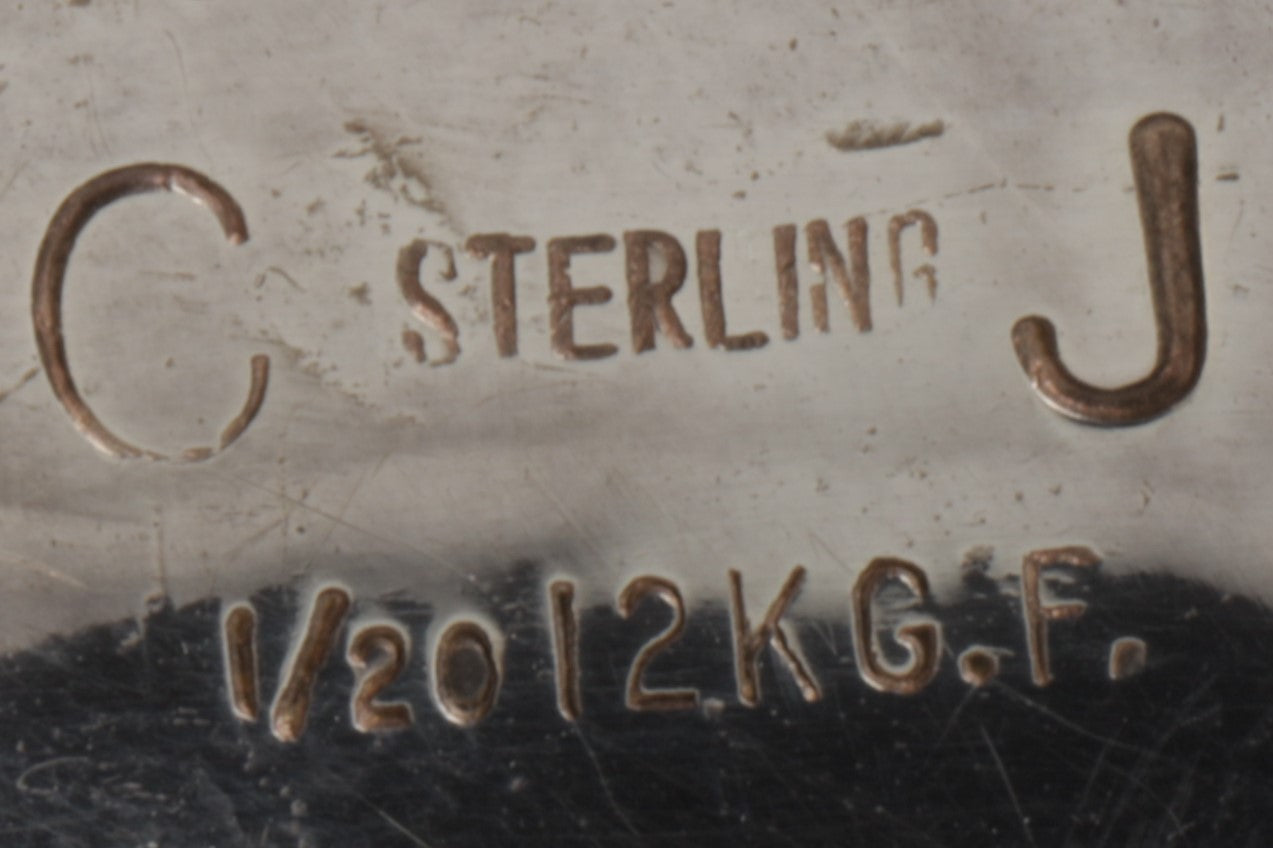 C STERLING J
1/20 12K G.F.